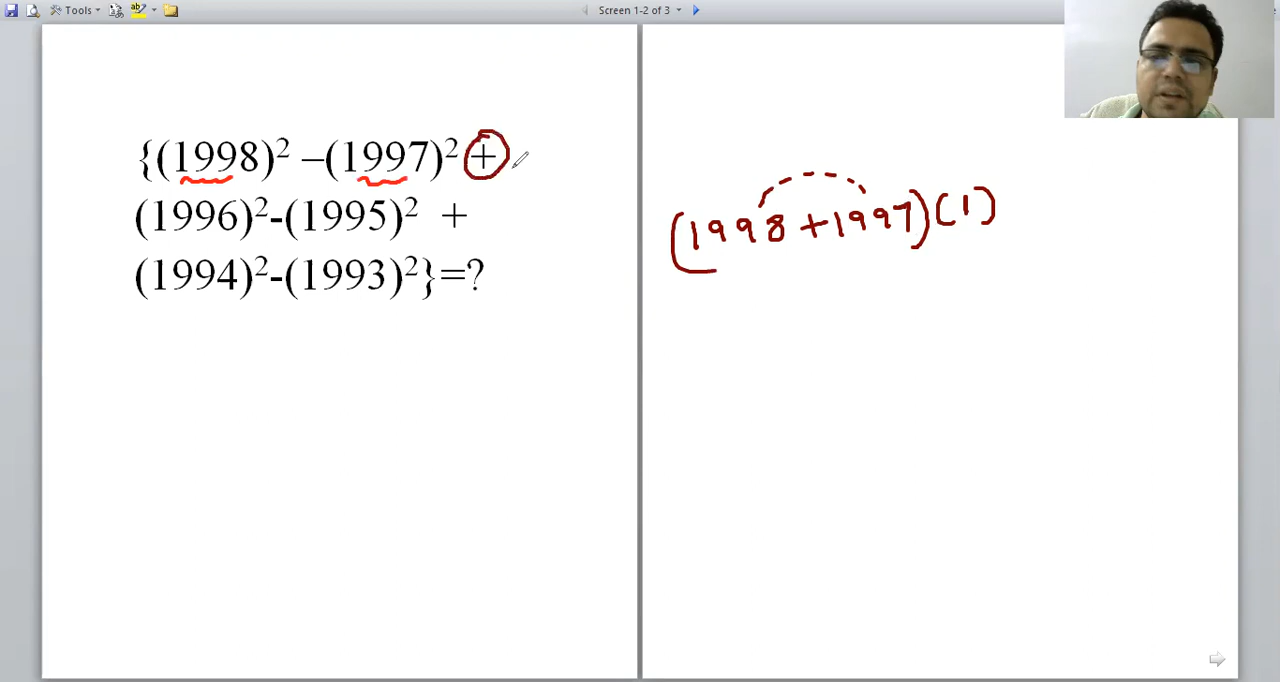 Tools
Screen 1-2 of 3
{(1998)² –(1997)² +
(1996)²-(1995)² +
(1994)²-(1993)²}=?
(1998+1997)(1)